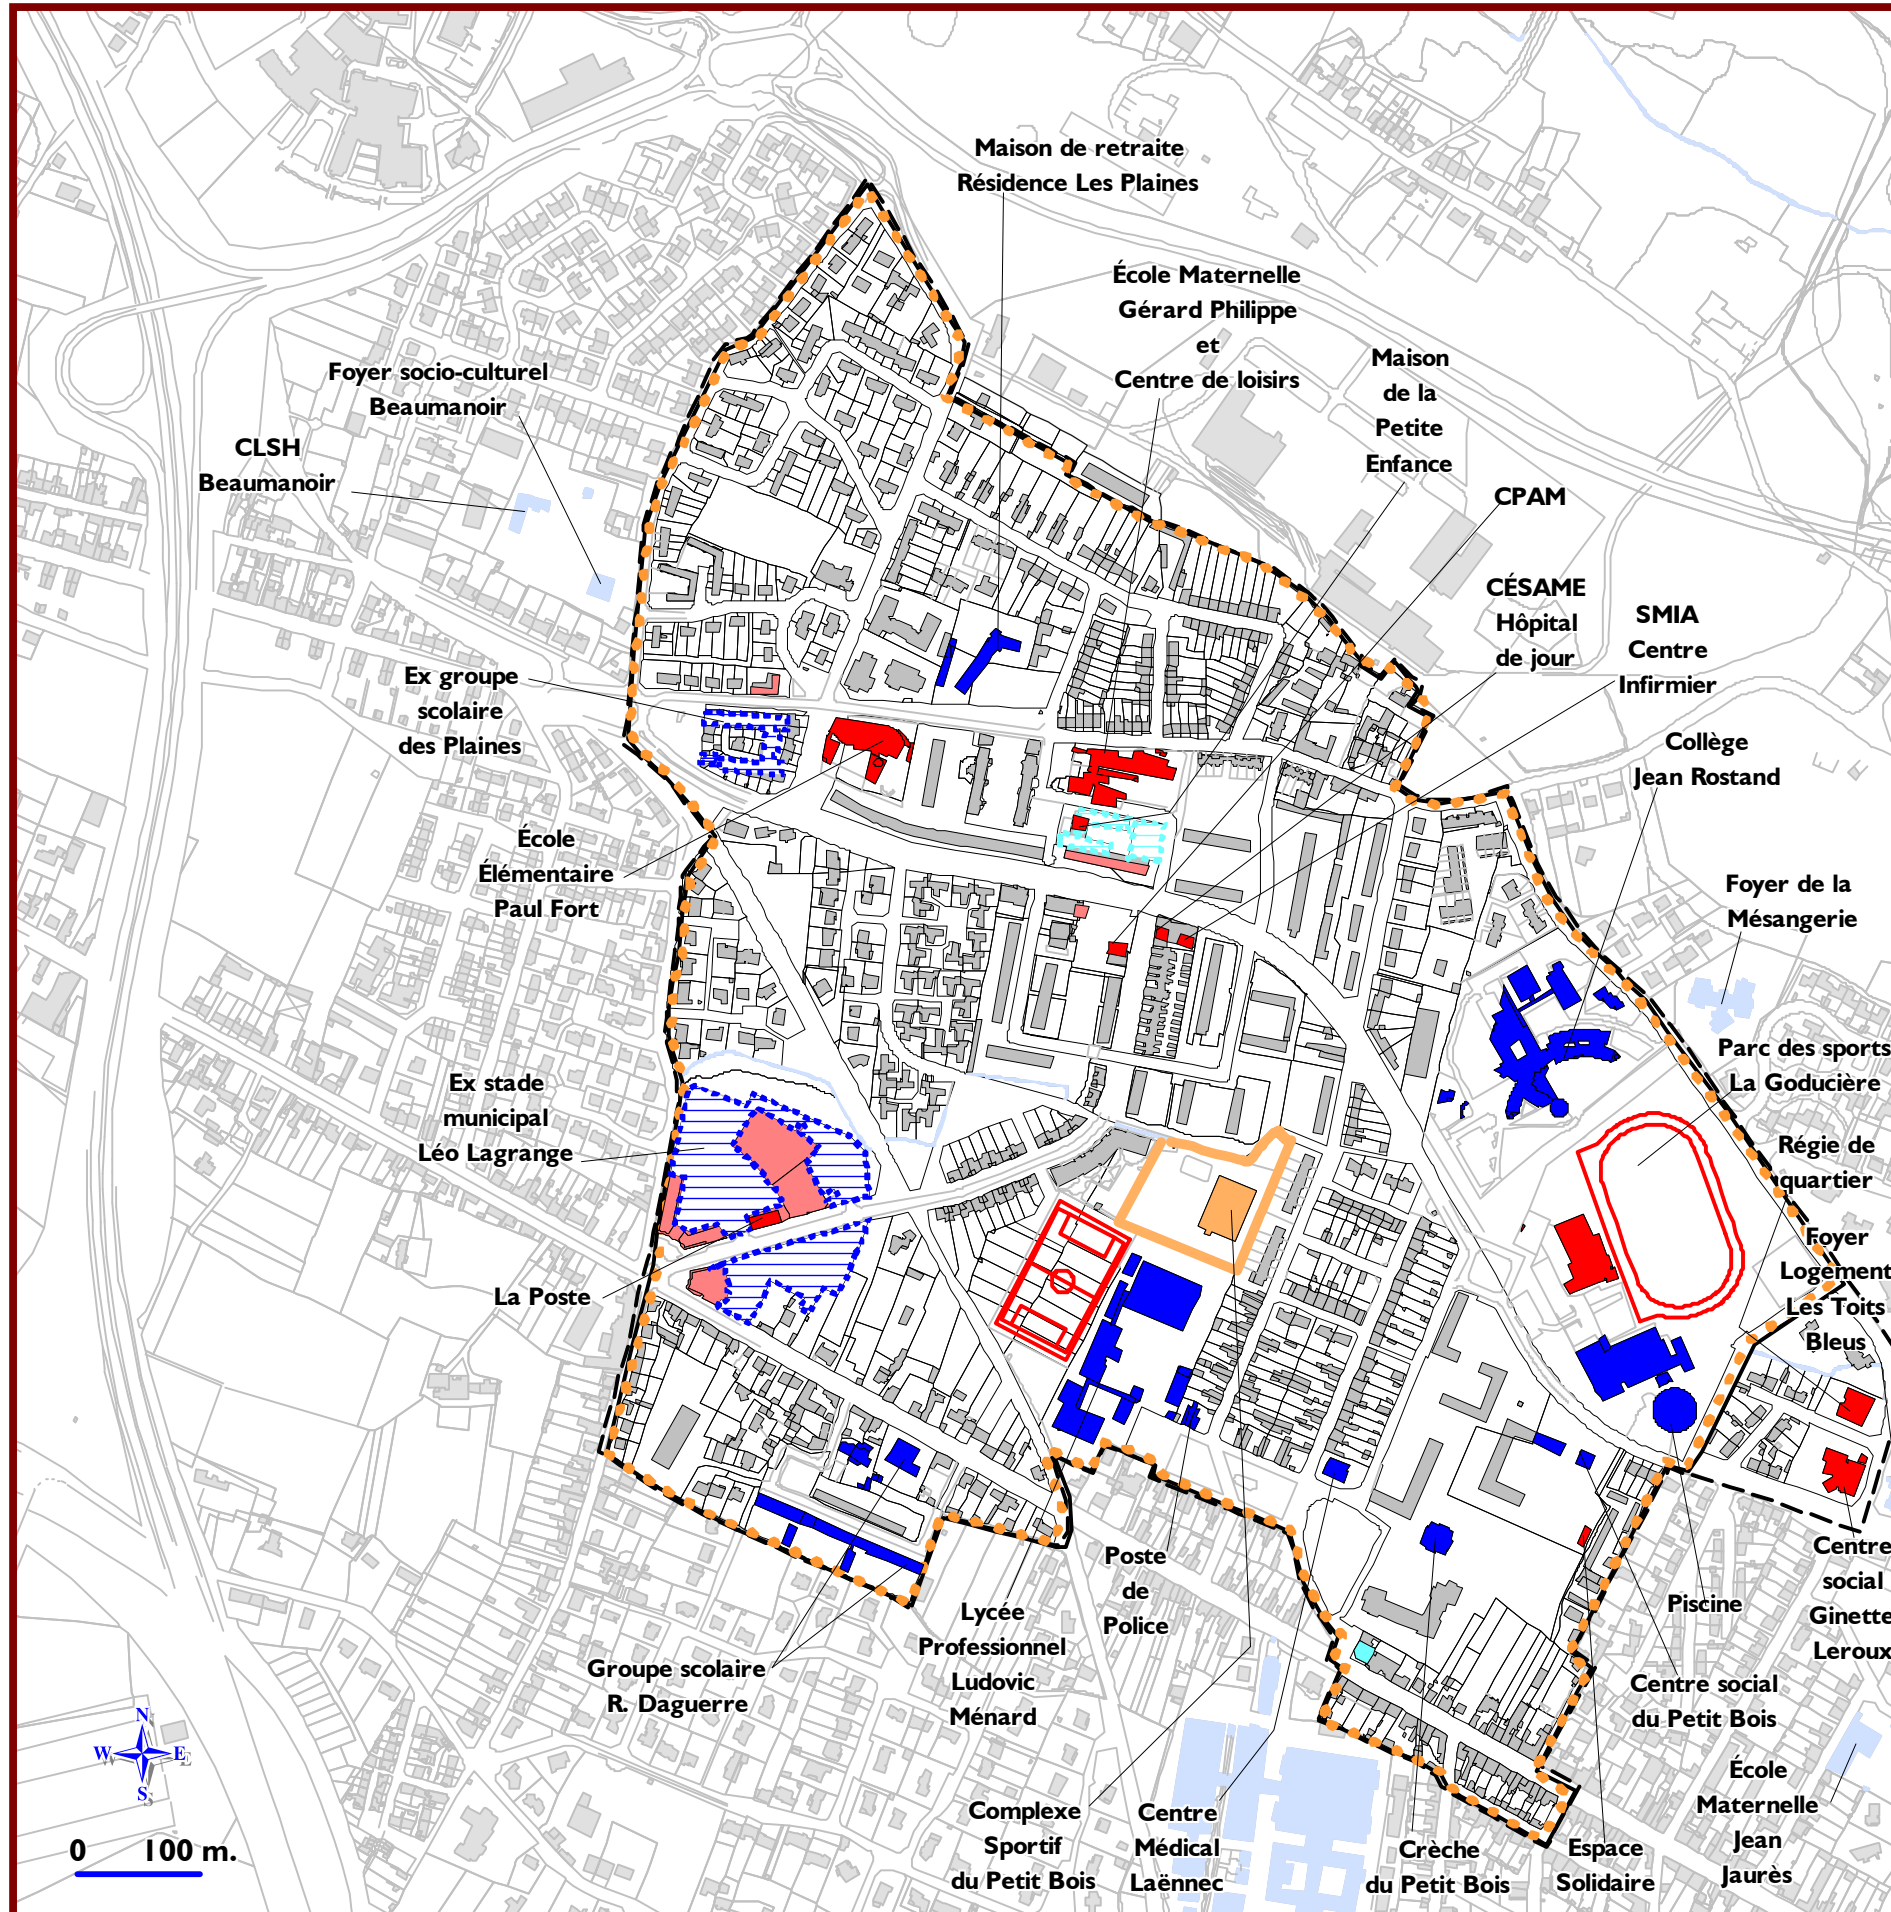 Maison de retraite
Résidence Les Plaines
École Maternelle
Gérard Philippe
et
Centre de loisirs
Maison
de la
Petite
Enfance
Foyer socio-culturel
Beaumanoir
CLSH
Beaumanoir
CPAM
CÉSAME
Hôpital
de jour
SMIA
Centre
Infirmier
Ex groupe
scolaire
des Plaines
Collège
Jean Rostand
École
Élémentaire
Paul Fort
Foyer de la
Mésangerie
Parc des sports
La Goducière
Ex stade
municipal
Léo Lagrange
Régie de
quartier
Foyer
Logement
Les Toits
Bleus
La Poste
Poste
de
Police
Centre
social
Ginette
Leroux
Piscine
Lycée
Professionnel
Ludovic
Ménard
Groupe scolaire
R. Daguerre
Centre social
du Petit Bois
École
Maternelle
Jean
Jaurès
Complexe
Sportif
du Petit Bois
Centre
Médical
Laënnec
Crèche
du Petit Bois
Espace
Solidaire
N
W E
S
0 100 m.